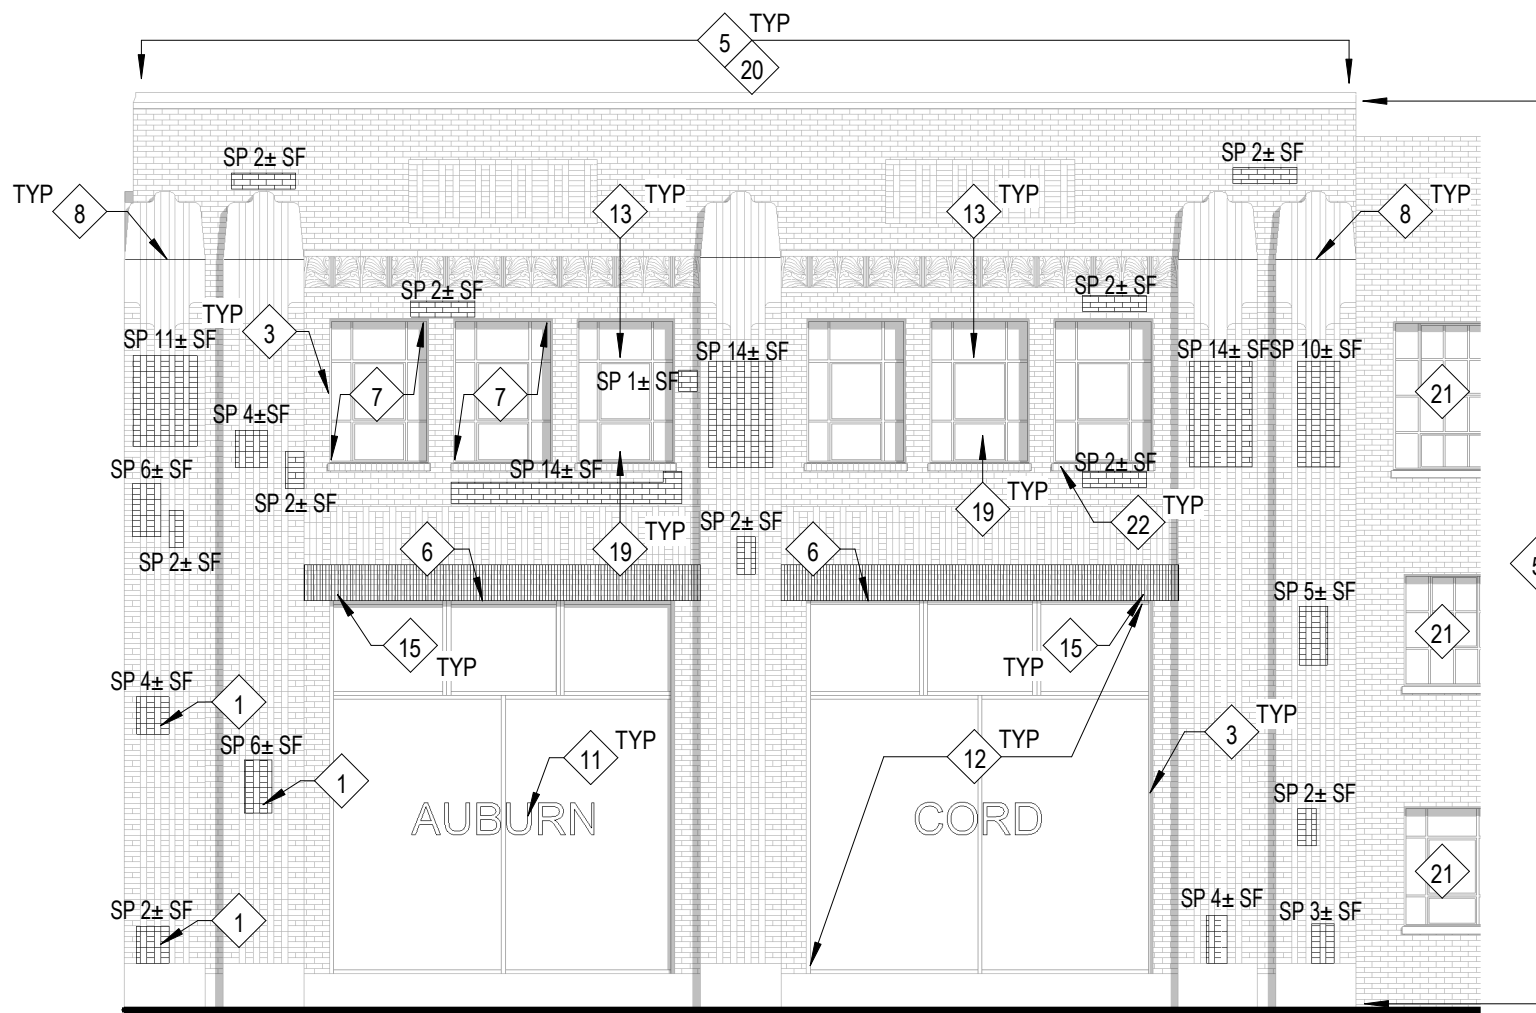 TYP
5
20
SP 2± SF
SP 2± SF
TYP
8
TYP
13
TYP
13
TYP
8
SP 2± SF
SP 2± SF
TYP
3
SP 11± SF
SP 14± SF
SP 14± SF
SP 10± SF
SP 1± SF
7
7
21
SP 4±SF
SP 6± SF
SP 14± SF
SP 2± SF
SP 2± SF
TYP
19
TYP
22
SP 2± SF
TYP
19
6
6
SP 2± SF
5
SP 5± SF
21
15
TYP
15
TYP
SP 4± SF
1
SP 6± SF
1
TYP
11
TYP
12
TYP
3
AUBURN
CORD
SP 2± SF
21
SP 2± SF
1
SP 4± SF
SP 3± SF